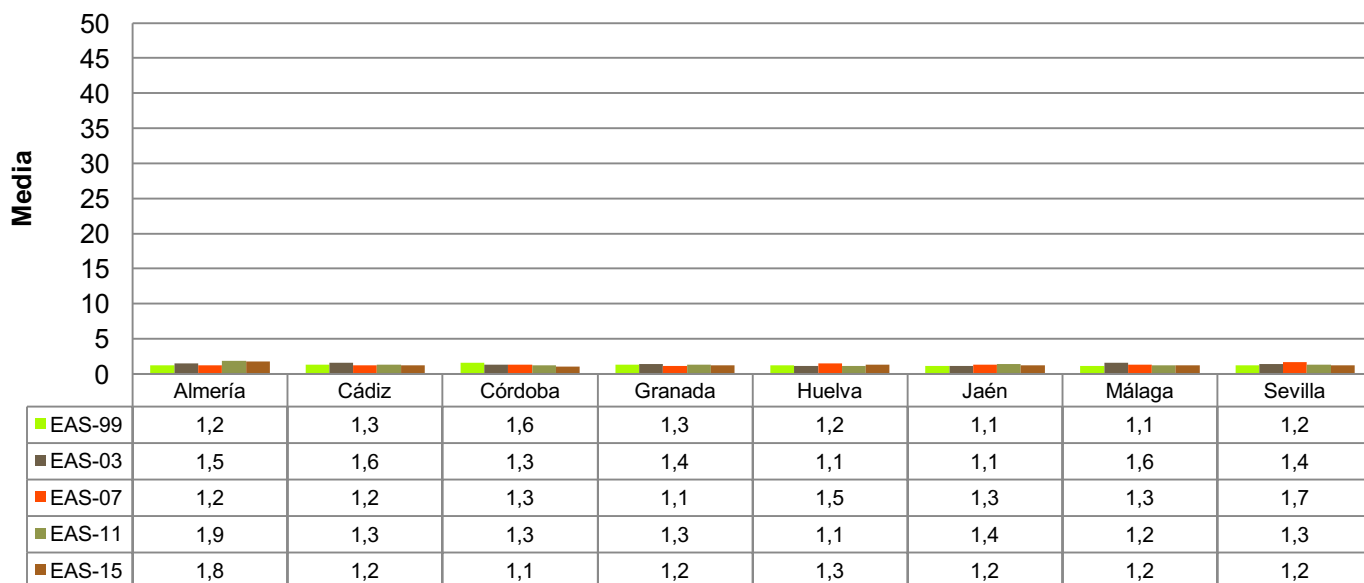 50
45
40
35
30
25
20
15
10
5
0
Media
Almería Cádiz Córdoba Granada Huelva Jaén Málaga Sevilla
EAS-99 1,2 1,3 1,6 1,3 1,2 1,1 1,1 1,2
EAS-03 1,5 1,6 1,3 1,4 1,1 1,1 1,6 1,4
EAS-07 1,2 1,2 1,3 1,1 1,5 1,3 1,3 1,7
EAS-11 1,9 1,3 1,3 1,3 1,1 1,4 1,2 1,3
EAS-15 1,8 1,2 1,1 1,2 1,3 1,2 1,2 1,2